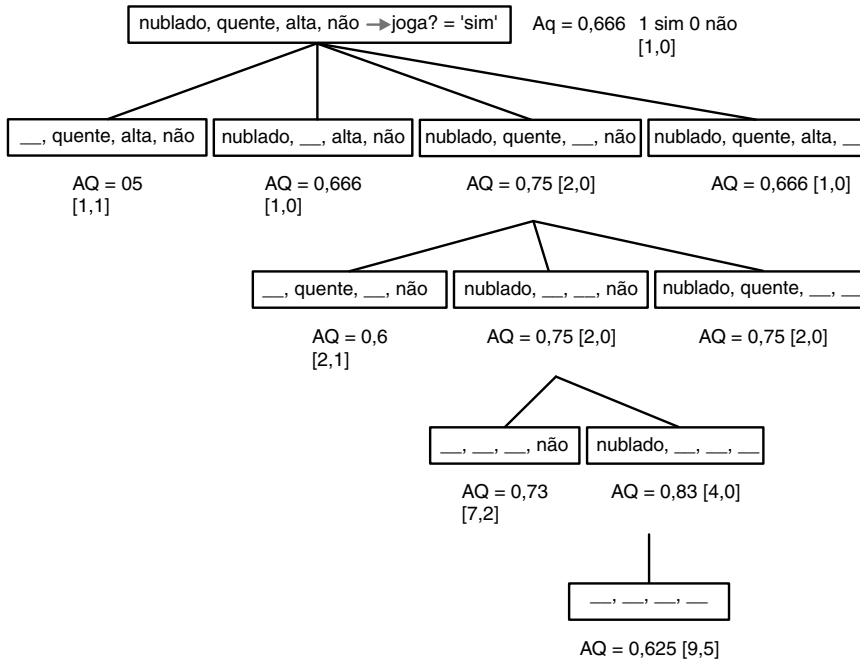 nublado, quente, alta, não → joga? = 'sim' Aq = 0,666 1 sim 0 não
[1,0]
__, quente, alta, não nublado, __, alta, não nublado, quente, __, não nublado, quente, alta, __
AQ = 05 AQ = 0,666 AQ = 0,75 [2,0] AQ = 0,666 [1,0]
[1,1] [1,0]
__, quente, __, não nublado, __, __, não nublado, quente, __, __
AQ = 0,6 AQ = 0,75 [2,0] AQ = 0,75 [2,0]
[2,1]
__, __, __, não nublado, __, __, __
AQ = 0,73 AQ = 0,83 [4,0]
[7,2]
__, __, __, __
AQ = 0,625 [9,5]